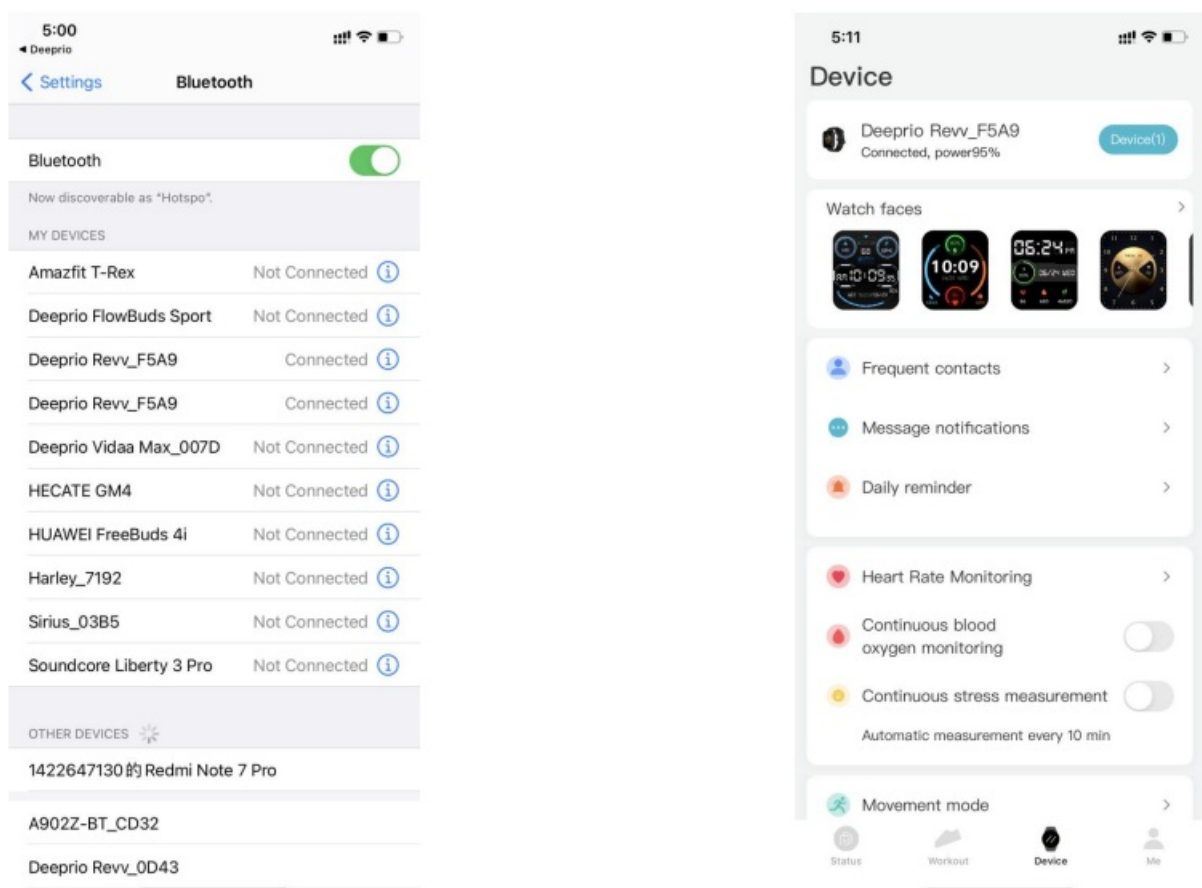 5:00
◀ Deeprio
Settings
Bluetooth
Bluetooth
Now discoverable as "Hotspo".
MY DEVICES
Amazfit T-Rex Not Connected
Deeprio FlowBuds Sport Not Connected
Deeprio Revv_F5A9 Connected
Deeprio Revv_F5A9 Connected
Deeprio Vidaa Max_007D Not Connected
HECATE GM4 Not Connected
HUAWEI FreeBuds 4i Not Connected
Harley_7192 Not Connected
Sirius_03B5 Not Connected
Soundcore Liberty 3 Pro Not Connected
OTHER DEVICES
1422647130的 Redmi Note 7 Pro
A902Z-BT_CD32
Deeprio Revv_0D43
5:11
Device
Deeprio Revv_F5A9
Connected, power95%
Device(1)
Watch faces
10:09
10:09
06:24
Frequent contacts
Message notifications
Daily reminder
Heart Rate Monitoring
Continuous blood
oxygen monitoring
Continuous stress measurement
Automatic measurement every 10 min
Movement mode
Status Workout Device Me